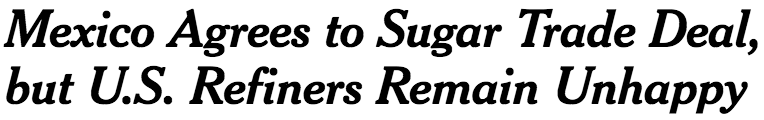 Mexico Agrees to Sugar Trade Deal,
but U.S. Refiners Remain Unhappy